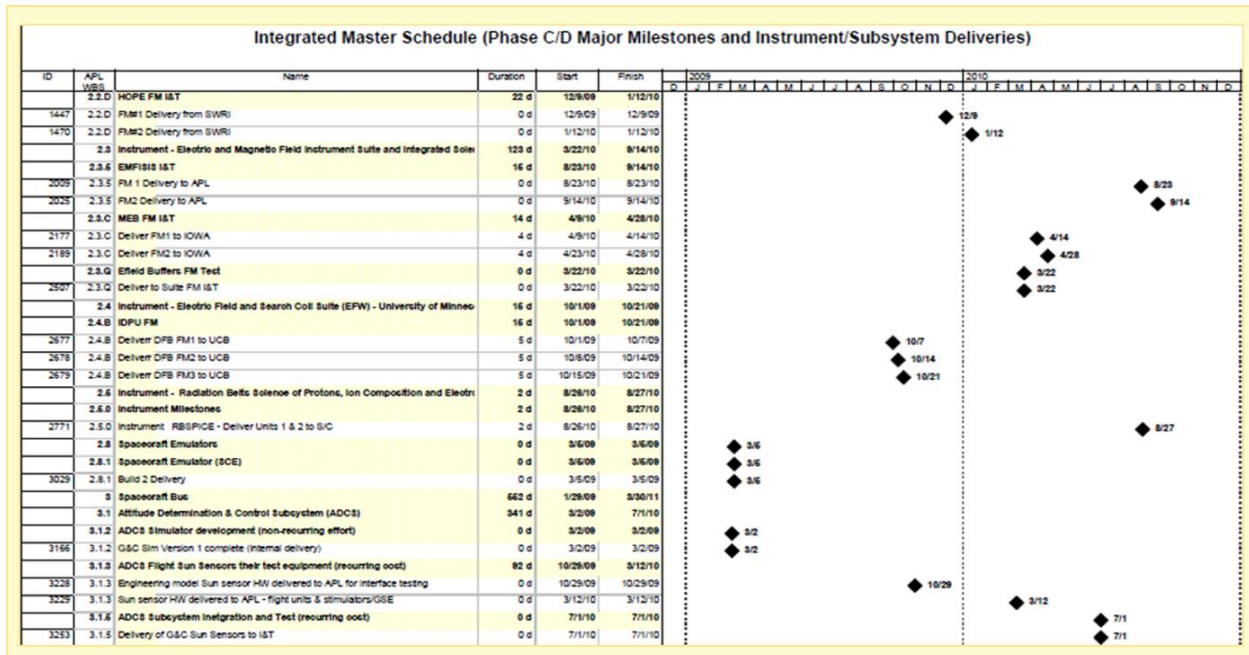 Integrated Master Schedule (Phase C/D Major Milestones and Instrument/Subsystem Deliveries)
ID APL WBS Name Duration Start Finish 2009 2010
D J F M A M J J A S O N D J F M A M J J A S O N D
2.2.D HOPE FM I&T 22 d 12/9/09 1/12/10
1447 2.2.D FM#1 Delivery from SWRI 0 d 12/9/09 12/9/09 12/9
1470 2.2.D FM#2 Delivery from SWRI 0 d 1/12/10 1/12/10 1/12
2.3 Instrument - Electric and Magnetic Field Instrument Suite and Integrated Scien 123 d 3/22/10 9/14/10
2.3.5 EMFISIS I&T 15 d 8/23/10 9/14/10
2009 2.3.5 FM 1 Delivery to APL 0 d 8/23/10 8/23/10 8/23
2025 2.3.5 FM2 Delivery to APL 0 d 9/14/10 9/14/10 9/14
2.3.C MEB FM I&T 14 d 4/9/10 4/28/10
2177 2.3.C Deliver FM1 to IOWA 4 d 4/9/10 4/14/10 4/14
2189 2.3.C Deliver FM2 to IOWA 4 d 4/23/10 4/28/10 4/28
2.3.Q Efield Buffers FM Test 0 d 3/22/10 3/22/10 3/22
2507 2.3.Q Deliver to Suite FM I&T 0 d 3/22/10 3/22/10 3/22
2.4 Instrument - Electric Field and Search Coil Suite (EFW) - University of Minnes 15 d 10/1/09 10/21/09
2.4.B IDPU FM 15 d 10/1/09 10/21/09
2677 2.4.B Deliverr DFB FM1 to UCB 5 d 10/1/09 10/7/09 10/7
2678 2.4.B Deliverr DFB FM2 to UCB 5 d 10/8/09 10/14/09 10/14
2679 2.4.B Deliverr DFB FM3 to UCB 5 d 10/15/09 10/21/09 10/21
2.5 Instrument - Radiation Belts Science of Protons, Ion Composition and Electr 2 d 8/26/10 8/27/10
2.5.0 Instrument Milestones 2 d 8/26/10 8/27/10
2771 2.5.0 Instrument RBSPICE - Deliver Units 1 & 2 to S/C 2 d 8/26/10 8/27/10 8/27
2.8 Spacecraft Emulators 0 d 3/5/09 3/5/09 3/5
2.8.1 Spacecraft Emulator (SCE) 0 d 3/5/09 3/5/09 3/5
3029 2.8.1 Build 2 Delivery 0 d 3/5/09 3/5/09 3/5
3 Spacecraft Bus 552 d 1/29/09 3/30/11
3.1 Attitude Determination & Control Subsystem (ADCS) 341 d 3/2/09 7/1/10
3.1.2 ADCS Simulator development (non-recurring effort) 0 d 3/2/09 3/2/09 3/2
3166 3.1.2 G&C Sim Version 1 complete (internal delivery) 0 d 3/2/09 3/2/09 3/2
3.1.3 ADCS Flight Sun Sensors their test equipment (recurring cost) 92 d 10/29/09 3/12/10
3228 3.1.3 Engineering model Sun sensor HW delivered to APL for interface testing 0 d 10/29/09 10/29/09 10/29
3229 3.1.3 Sun sensor HW delivered to APL - flight units & stimulators/GSE 0 d 3/12/10 3/12/10 3/12
3.1.5 ADCS Subsystem Inetgration and Test (recurring cost) 0 d 7/1/10 7/1/10 7/1
3253 3.1.5 Delivery of G&C Sun Sensors to I&T 0 d 7/1/10 7/1/10 7/1